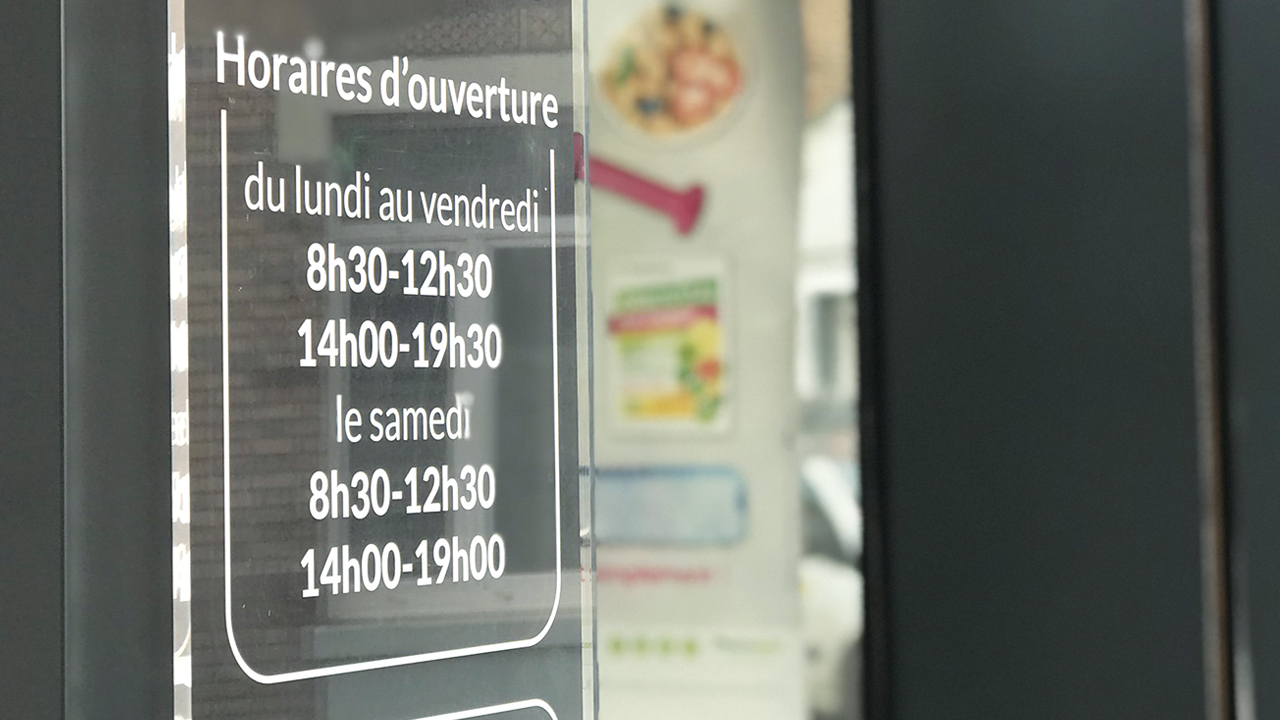 Horaires d'ouverture
du lundi au vendredi
8h30-12h30
14h00-19h30
le samedi
8h30-12h30
14h00-19h00